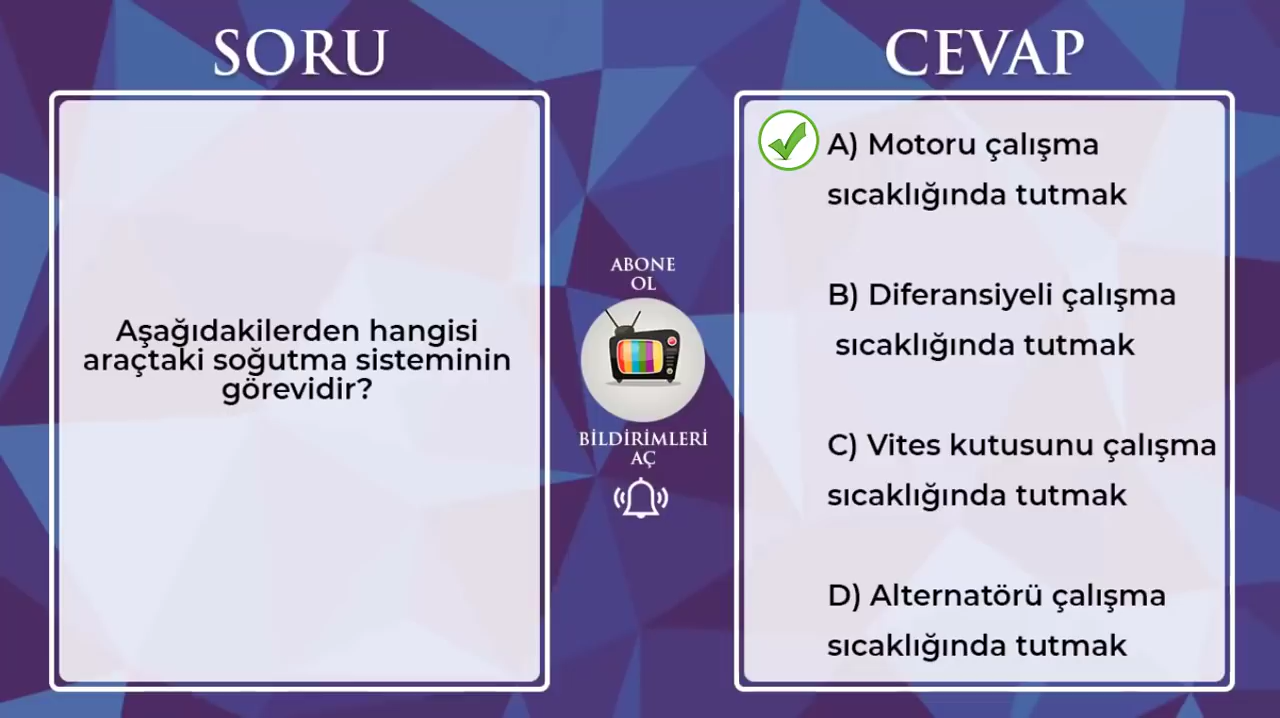 SORU
Aşağıdakilerden hangisi
araçtaki soğutma sisteminin
görevidir?
ABONE
OL
BİLDİRİMLERİ
AÇ
CEVAP
A) Motoru çalışma
sıcaklığında tutmak
B) Diferansiyeli çalışma
sıcaklığında tutmak
C) Vites kutusunu çalışma
sıcaklığında tutmak
D) Alternatörü çalışma
sıcaklığında tutmak